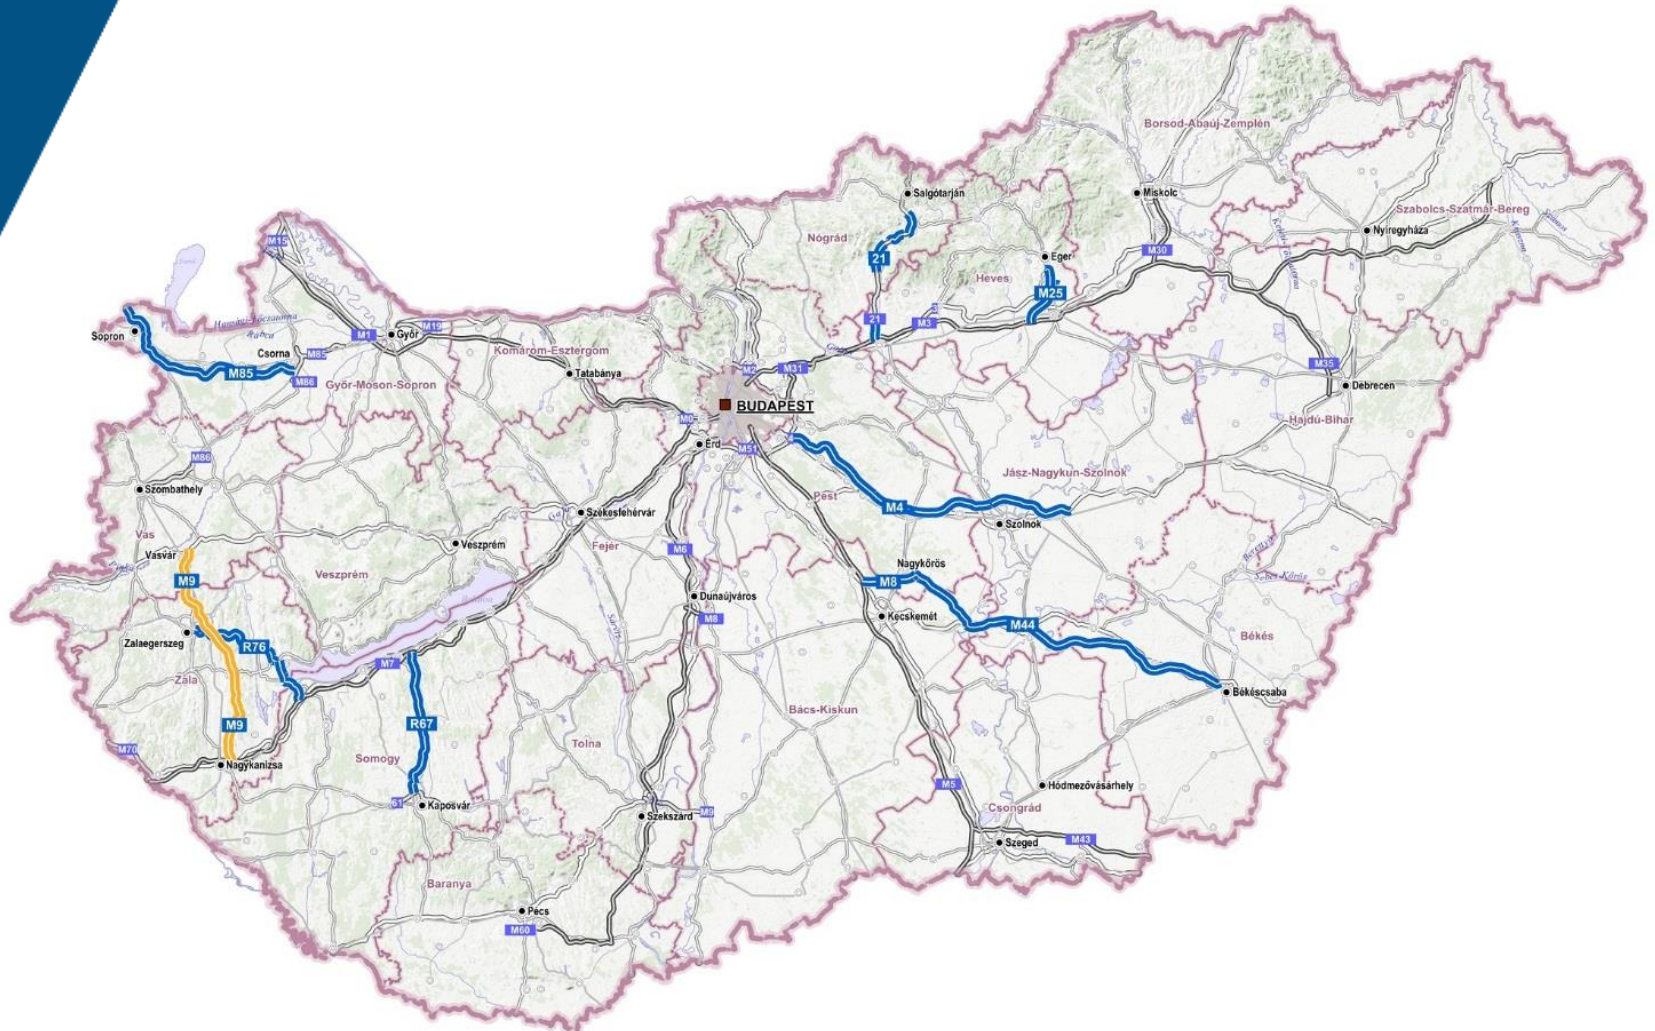 Borsod-Abaúj-Zemplén
Salgótarján
Miskolc
Szabolcs-Szatmár-Bereg
Nyíregyháza
Nógrád
M15
M30
21
Eger
Heves
M25
Sopron
Győr
M19
M1
21
M3
Csorna
M85
M85
M86
Komárom-Esztergom
Tatabánya
Győr-Moson-Sopron
M2
M31
M35
Debrecen
BUDAPEST
M0
Hajdú-Bihar
Érd
M51
4
M86
Szombathely
Jász-Nagykun-Szolnok
Pest
M4
Székesfehérvár
Szolnok
Vas
Vasvár
Veszprém
Fejér
M6
Veszprém
Nagykőrös
M9
M8
Dunaújváros
M8
Kecskemét
M44
Zalaegerszeg
R76
Békés
M7
Zala
Békéscsaba
Bács-Kiskun
M9
R67
Tolna
M70
Nagykanizsa
Somogy
M5
Hódmezővásárhely
61
Kaposvár
Csongrád
Szekszárd
M9
M43
Szeged
Baranya
Pécs
M60